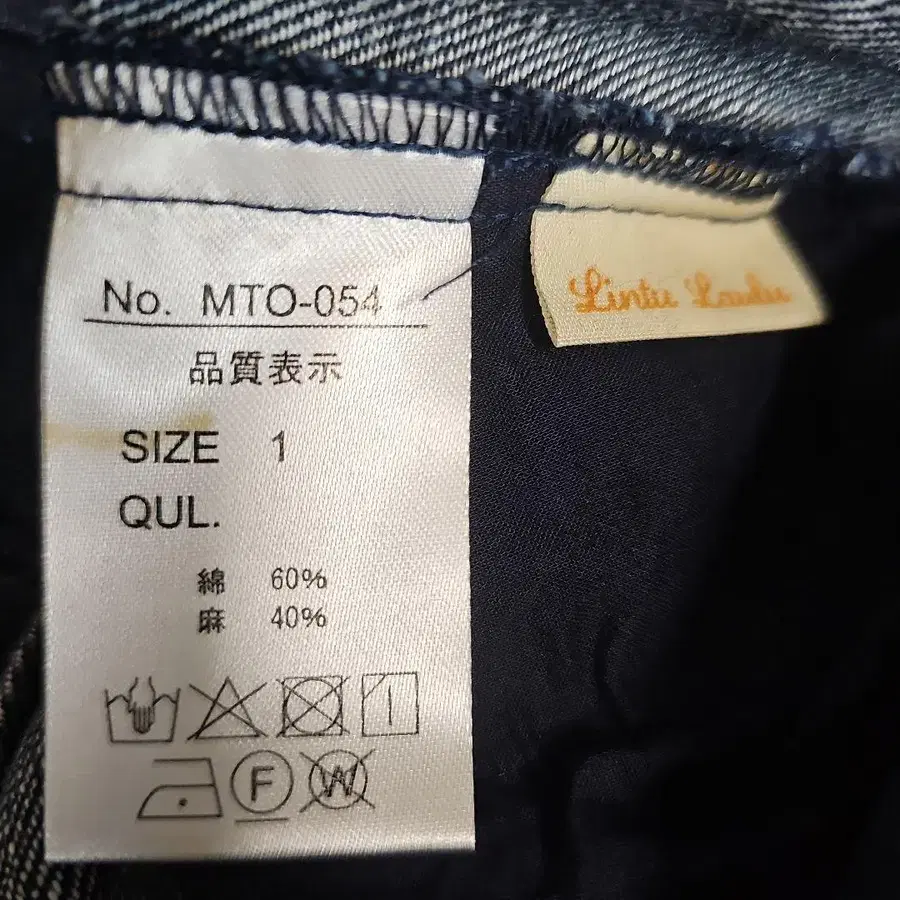 No. MTO-054
品質表示
SIZE 1
QUL.
綿 60%
麻 40%
F
W
Lintu Laulu